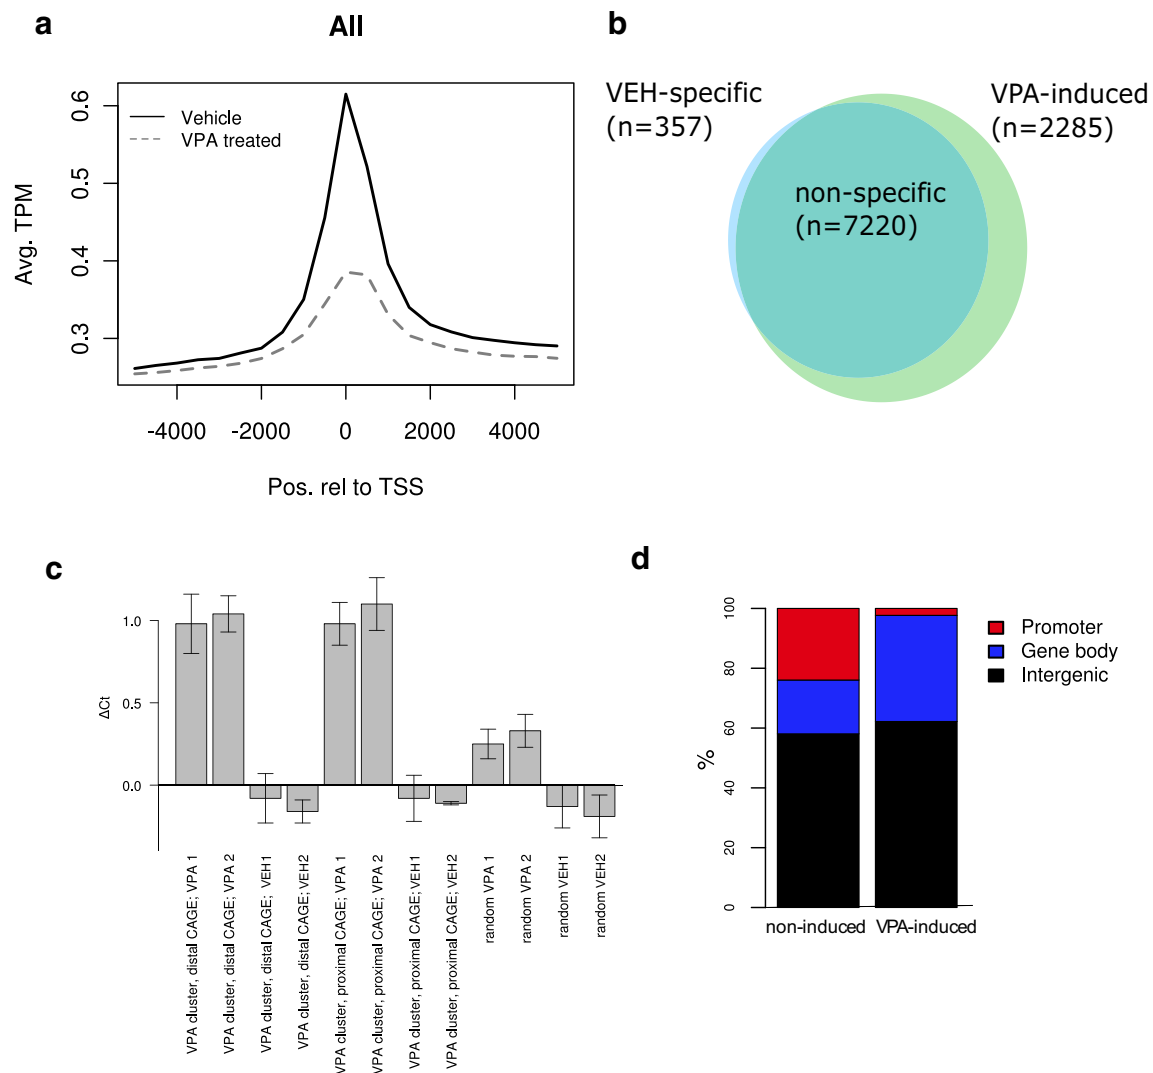 a
All
Vehicle
VPA treated
0.6
0.5
0.4
0.3
Avg. TPM
-4000 -2000 0 2000 4000
Pos. rel to TSS
b
VEH-specific
(n=357)
VPA-induced
(n=2285)
non-specific
(n=7220)
c
1.0
0.5
0.0
ΔCt
VPA cluster, distal CAGE; VPA 1
VPA cluster, distal CAGE; VPA 2
VPA cluster, distal CAGE; VEH1
VPA cluster, distal CAGE; VEH2
VPA cluster, proximal CAGE; VPA 1
VPA cluster, proximal CAGE; VPA 2
VPA cluster, proximal CAGE; VEH1
VPA cluster, proximal CAGE; VEH2
random VPA 1
random VPA 2
random VEH1
random VEH2
d
100
80
60
40
20
0
%
non-induced VPA-induced
Promoter
Gene body
Intergenic